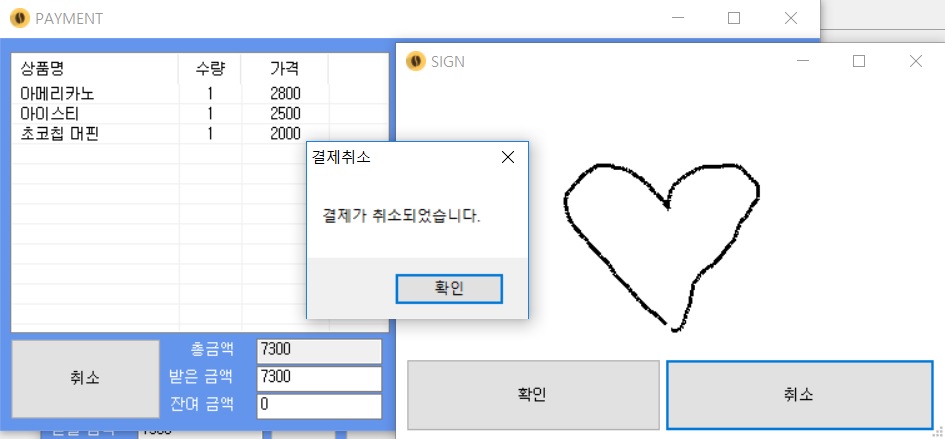 PAYMENT
SIGN
상품명 수량 가격
아메리카노 1 2800
아이스티 1 2500
초코칩 머핀 1 2000
결제취소
결제가 취소되었습니다.
확인
총금액 7300
받은 금액 7300
잔여 금액 0
취소
확인
취소